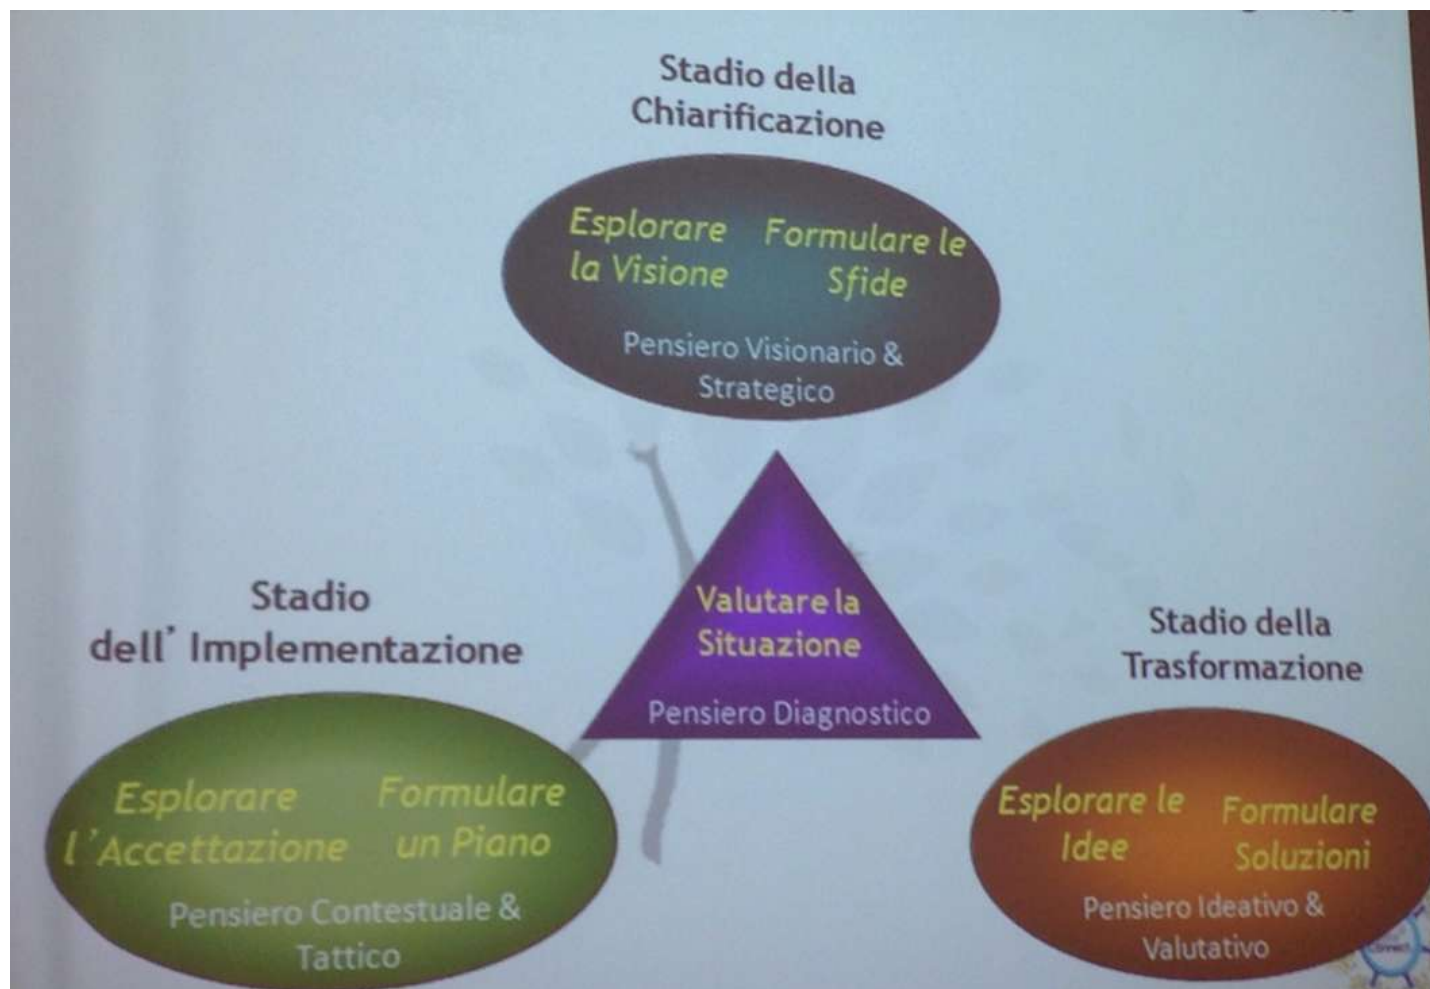 Stadio della
Chiarificazione
Esplorare
la Visione
Formulare le
Sfide
Pensiero Visionario &
Strategico
Valutare la
Situazione
Pensiero Diagnostico
Stadio
dell' Implementazione
Esplorare
l'Accettazione
Formulare
un Piano
Pensiero Contestuale &
Tattico
Stadio della
Trasformazione
Esplorare le
Idee
Formulare
Soluzioni
Pensiero Ideativo &
Valutativo